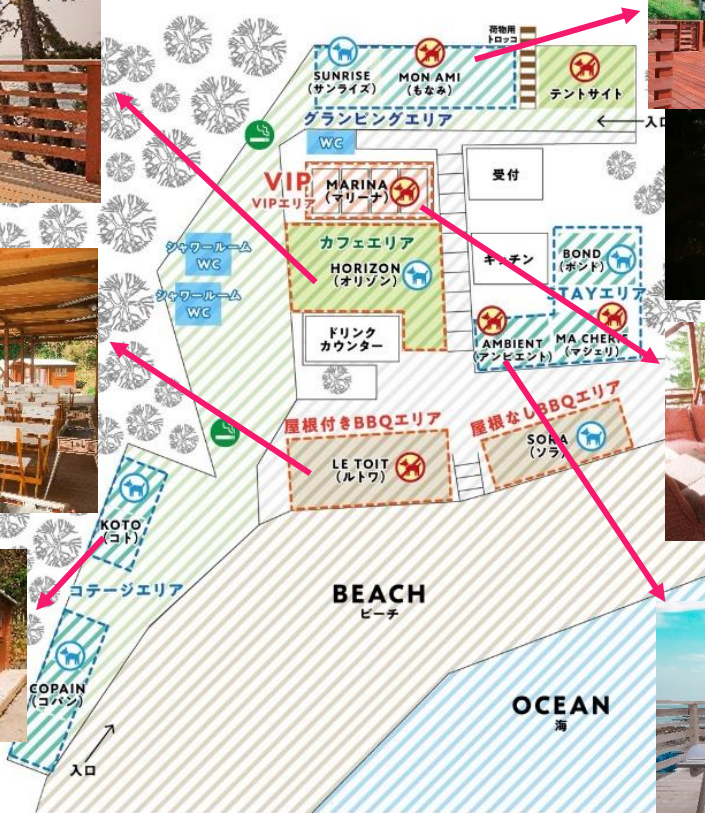 荷物用
トロッコ
SUNRISE
(サンライズ)
MON AMI
(もなみ)
テントサイト
グランピングエリア
入口
WC
受付
VIP
VIPエリア
MARINA
(マリーナ)
カフェエリア
HORIZON
(オリゾン)
キッチン
BOND
(ボンド)
STAYエリア
シャワールーム
WC
シャワールーム
WC
ドリンク
カウンター
AMBIENT
(アンビエント)
MA CHERIE
(マシェリ)
屋根付きBBQエリア
屋根なしBBQエリア
LE TOIT
(ルトワ)
SORA
(ソラ)
KOTO
(コト)
コテージエリア
BEACH
ビーチ
COPAIN
(コパン)
OCEAN
海
入口